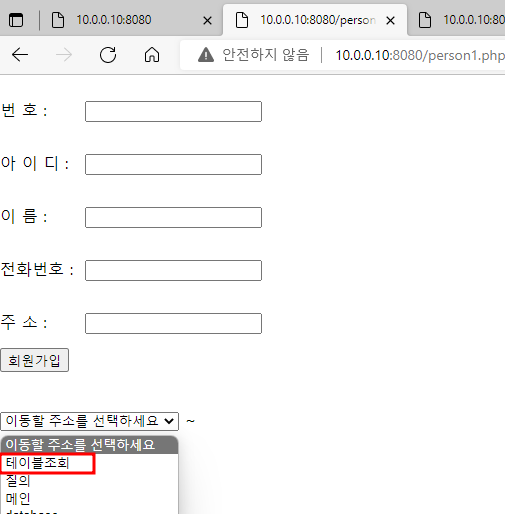 10.0.0.10:8080
10.0.0.10:8080/person
10.0.0.10:80
안전하지 않음
10.0.0.10:8080/person1.php
번 호 :
아 이 디 :
이 름 :
전화번호 :
주 소 :
회원가입
이동할 주소를 선택하세요 ~
이동할 주소를 선택하세요
테이블조회
질의
메인
database